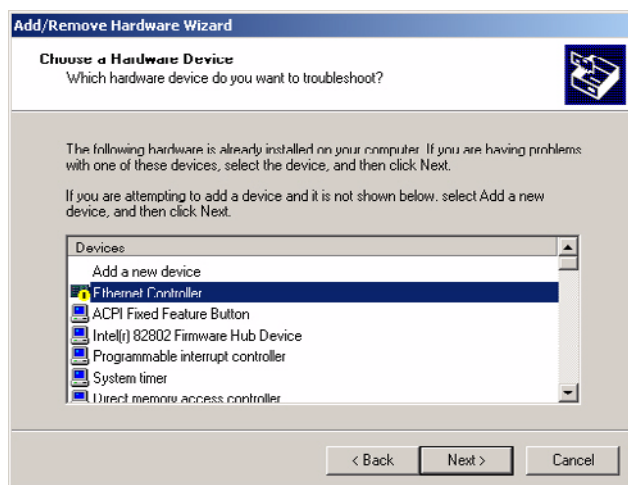 Add/Remove Hardware Wizard
Choose a Hardware Device
Which hardware device do you want to troubleshoot?
The following hardware is already installed on your computer. If you are having problems
with one of these devices, select the device, and then click Next.
If you are attempting to add a device and it is not shown below, select Add a new
device, and then click Next.
Devices
Add a new device
Ethernet Controller
ACPI Fixed Feature Button
Intel(r) 82802 Firmware Hub Device
Programmable interrupt controller
System timer
Direct memory access controller
< Back
Next >
Cancel